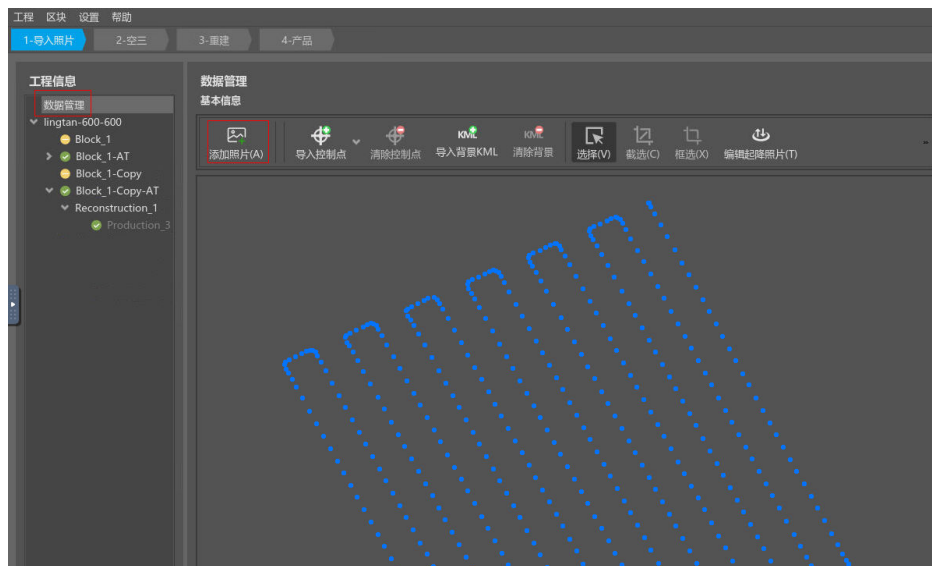 工程 区块 设置 帮助
1-导入照片 2-空三 3-重建 4-产品
工程信息
数据管理
lingtan-600-600
Block_1
Block_1-AT
Block_1-Copy
Block_1-Copy-AT
Reconstruction_1
Production_3
数据管理
基本信息
添加照片(A) 导入控制点 清除控制点 导入背景KML 清除背景 选择(V) 截选(C) 框选(X) 编辑起降照片(T)
KML KML